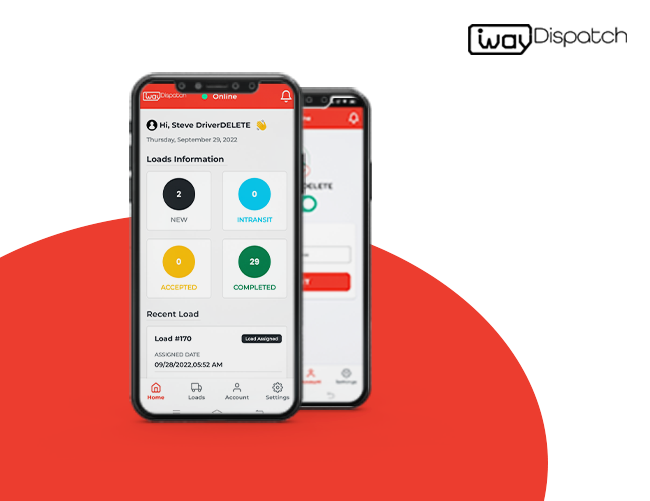 iway Dispatch
iway Dispatch
Online
Hi, Steve DriverDELETE
Thursday, September 29, 2022
Loads Information
2
NEW
0
INTRANSIT
0
ACCEPTED
29
COMPLETED
Recent Load
Load #170
Load Assigned
ASSIGNED DATE
09/28/2022,05:52 AM
Home
Loads
Account
Settings
Settings